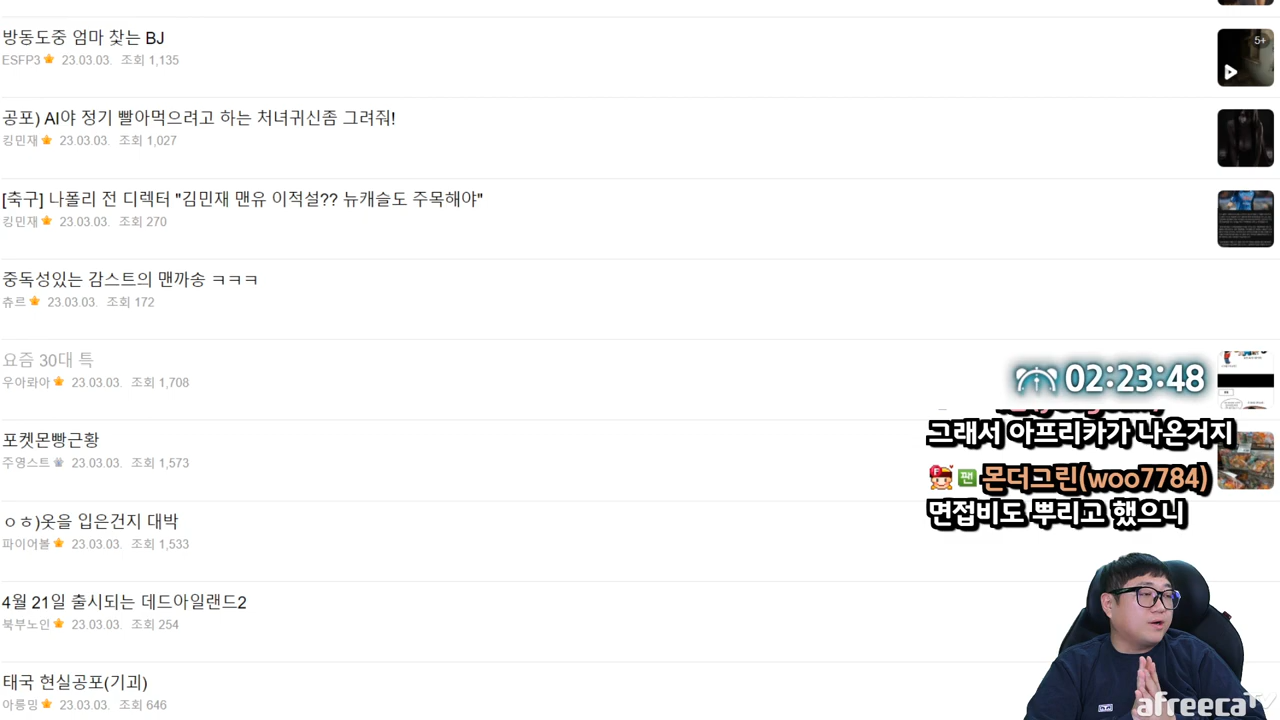 방동도중 엄마 찾는 BJ
ESFP3 23.03.03. 조회 1,135
5+
공포) AI야 정기 빨아먹으려고 하는 처녀귀신좀 그려줘!
킹민재 23.03.03. 조회 1,027
[축구] 나폴리 전 디렉터 "김민재 맨유 이적설?? 뉴캐슬도 주목해야"
킹민재 23.03.03. 조회 270
중독성있는 감스트의 맨까송 ㅋㅋㅋ
츄르 23.03.03. 조회 172
요즘 30대 특
우아롸아 23.03.03. 조회 1,708
02:23:48
포켓몬빵근황
주영스트 23.03.03. 조회 1,573
그래서 아프리카가 나온거지
F 팬 몬더그린(woo7784)
면접비도 뿌리고 했으니
ㅇㅎ)옷을 입은건지 대박
파이어볼 23.03.03. 조회 1,533
4월 21일 출시되는 데드아일랜드2
북부노인 23.03.03. 조회 254
태국 현실공포(기괴)
아룽밍 23.03.03. 조회 646
afreecaTV